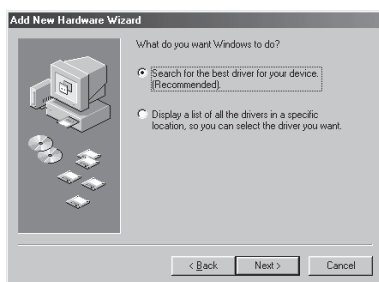 Add New Hardware Wizard
What do you want Windows to do?
Search for the best driver for your device.
(Recommended).
Display a list of all the drivers in a specific
location, so you can select the driver you want.
< Back
Next >
Cancel